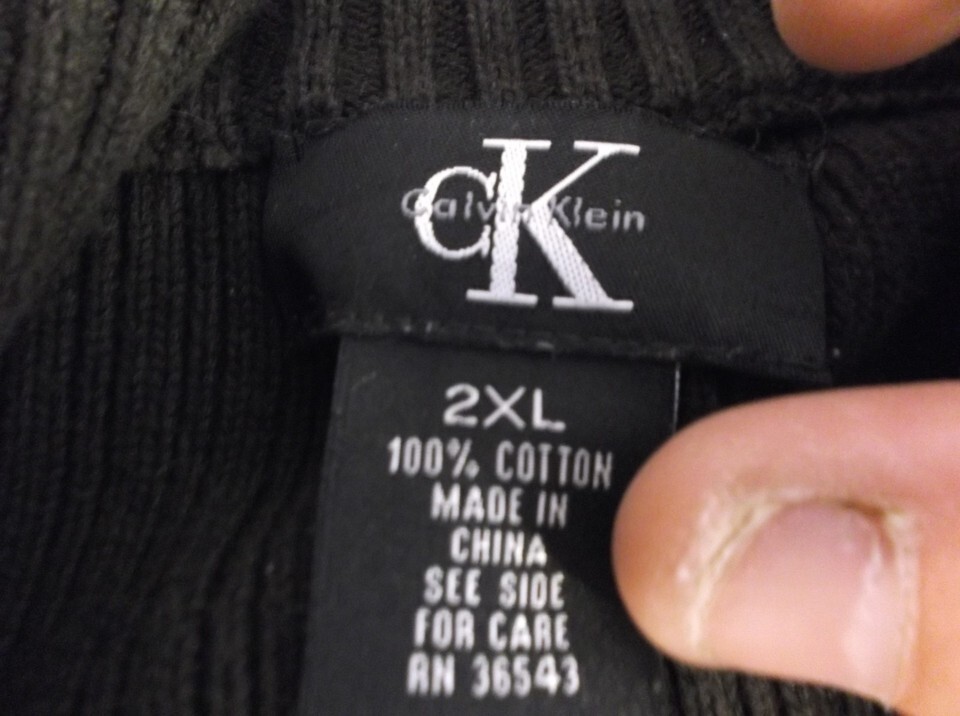 CK
Calvin Klein
2XL
100% COTTON
MADE IN
CHINA
SEE SIDE
FOR CARE
RN 36543